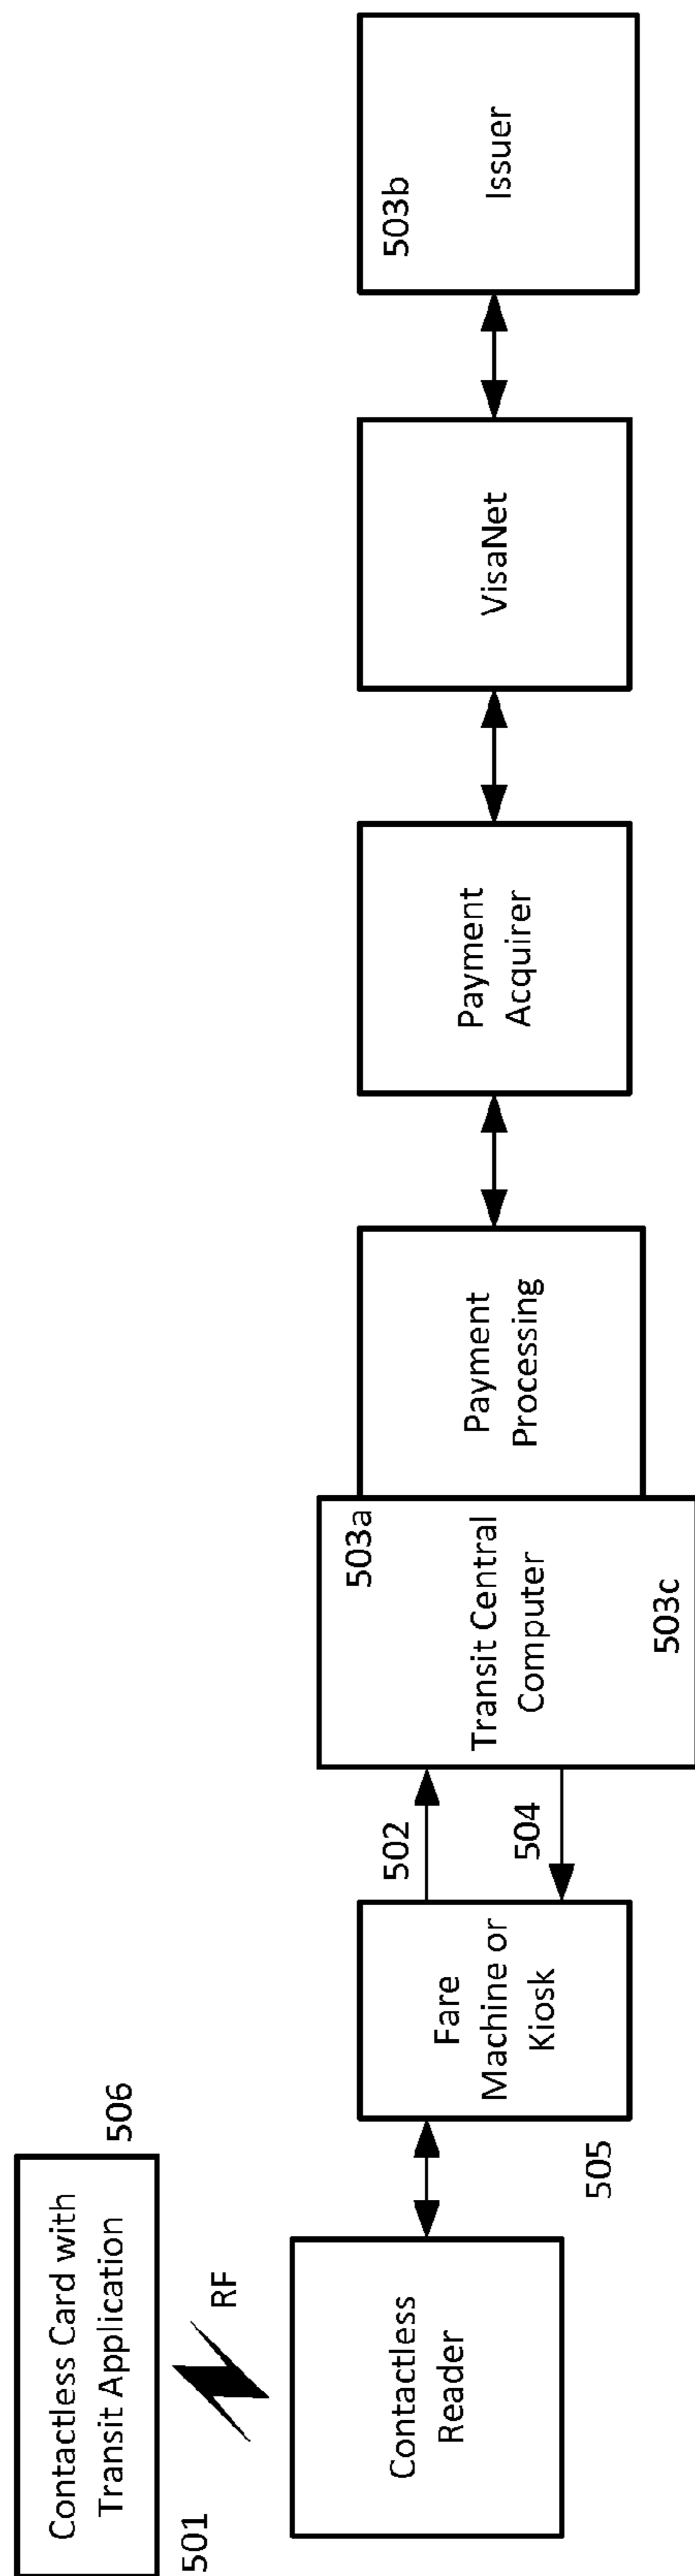 Contactless Card with
Transit Application
501
506
RF
Contactless
Reader
505
Fare
Machine or
Kiosk
502
504
503a
Transit Central
Computer
503c
Payment
Processing
Payment
Acquirer
VisaNet
503b
Issuer